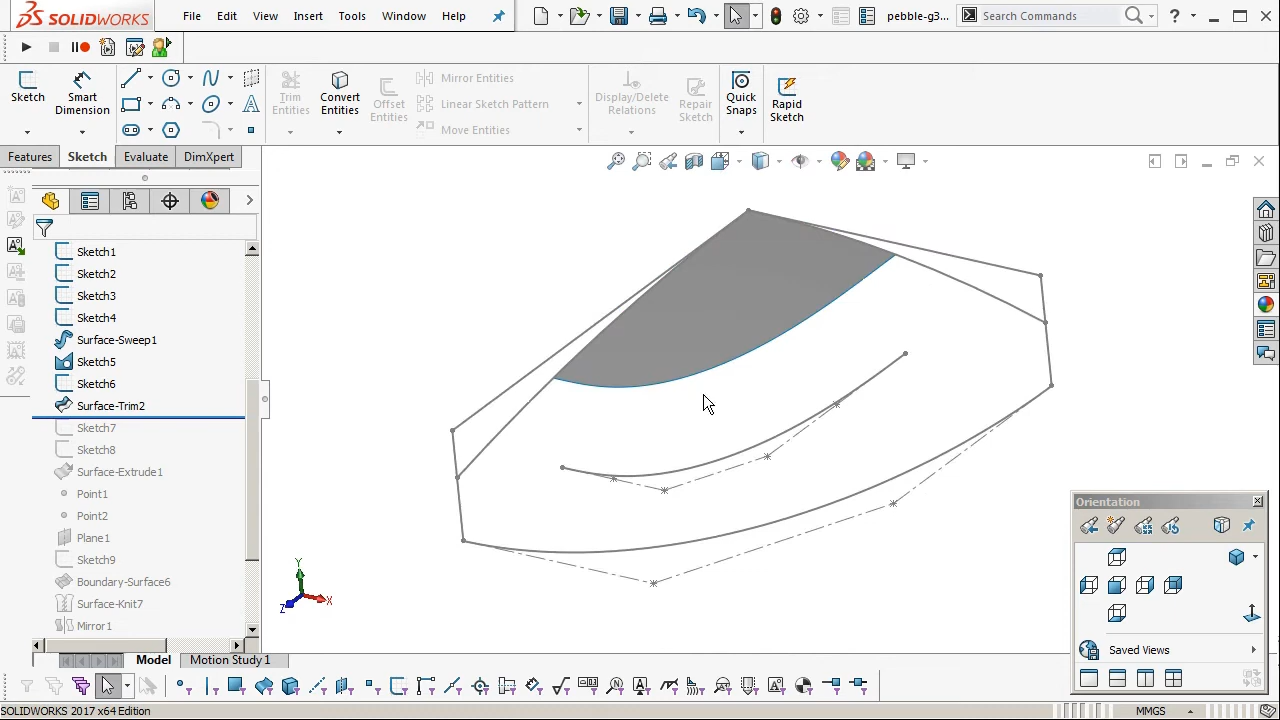 SOLIDWORKS File Edit View Insert Tools Window Help pebble-g3... Search Commands
Sketch Smart Dimension Trim Entities Convert Entities Offset Entities Mirror Entities Linear Sketch Pattern Move Entities Display/Delete Relations Repair Sketch Quick Snaps Rapid Sketch
Features Sketch Evaluate DimXpert
Sketch1
Sketch2
Sketch3
Sketch4
Surface-Sweep1
Sketch5
Sketch6
Surface-Trim2
Sketch7
Sketch8
Surface-Extrude1
Point1
Point2
Plane1
Sketch9
Boundary-Surface6
Surface-Knit7
Mirror1
Y
Z X
Orientation
Saved Views
Model Motion Study 1
SOLIDWORKS 2017 x64 Edition MMGS